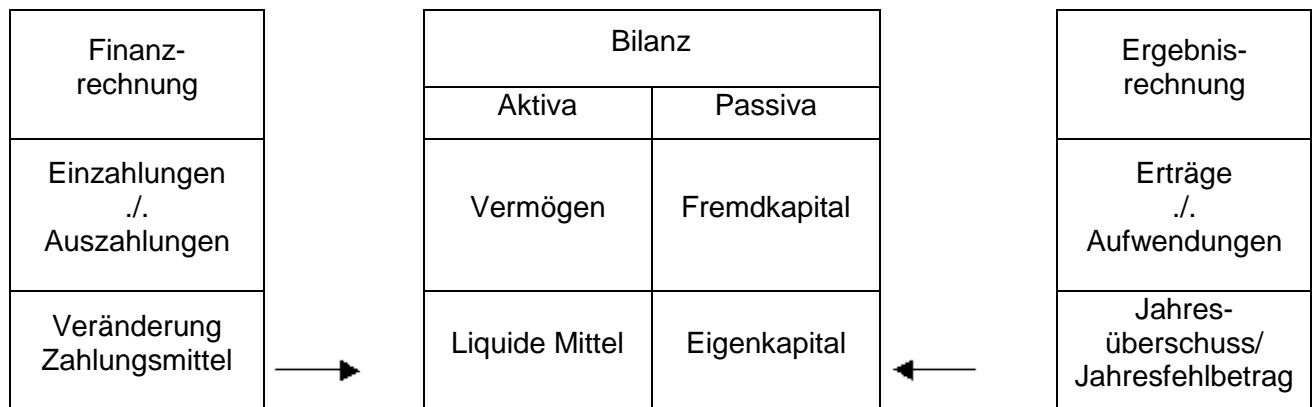 Finanz-
rechnung
Einzahlungen
./.
Auszahlungen
Veränderung
Zahlungsmittel
Bilanz
Aktiva
Passiva
Vermögen
Fremdkapital
Liquide Mittel
Eigenkapital
Ergebnis-
rechnung
Erträge
./.
Aufwendungen
Jahres-
überschuss/
Jahresfehlbetrag